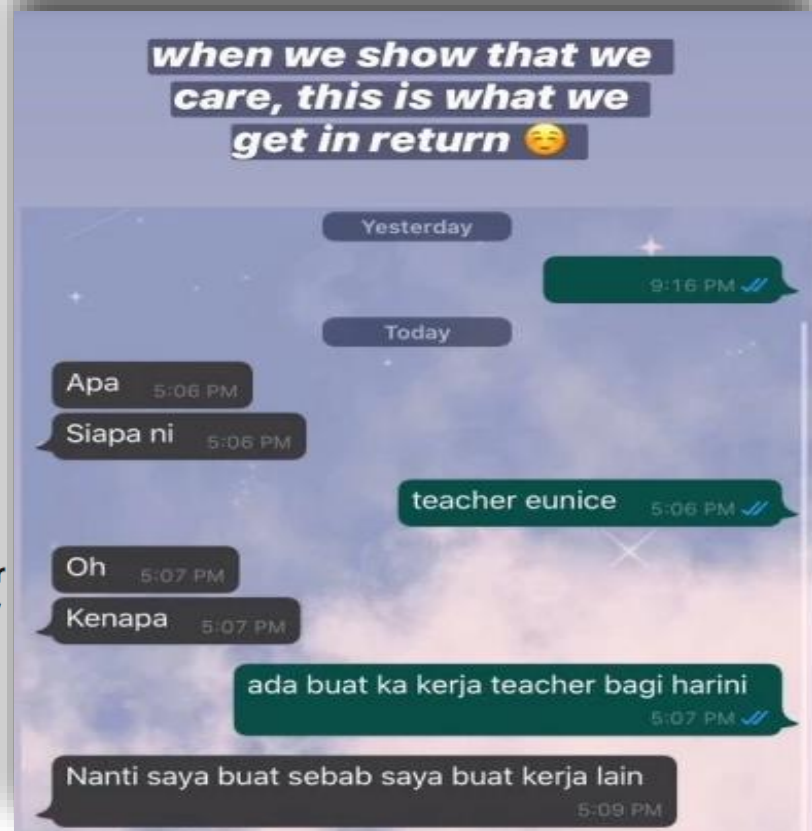 when we show that we
care, this is what we
get in return ☺️
Yesterday
9:16 PM
Today
Apa 5:06 PM
Siapa ni 5:06 PM
teacher eunice 5:06 PM
Oh 5:07 PM
Kenapa 5:07 PM
ada buat ka kerja teacher bagi harini
5:07 PM
Nanti saya buat sebab saya buat kerja lain
5:09 PM